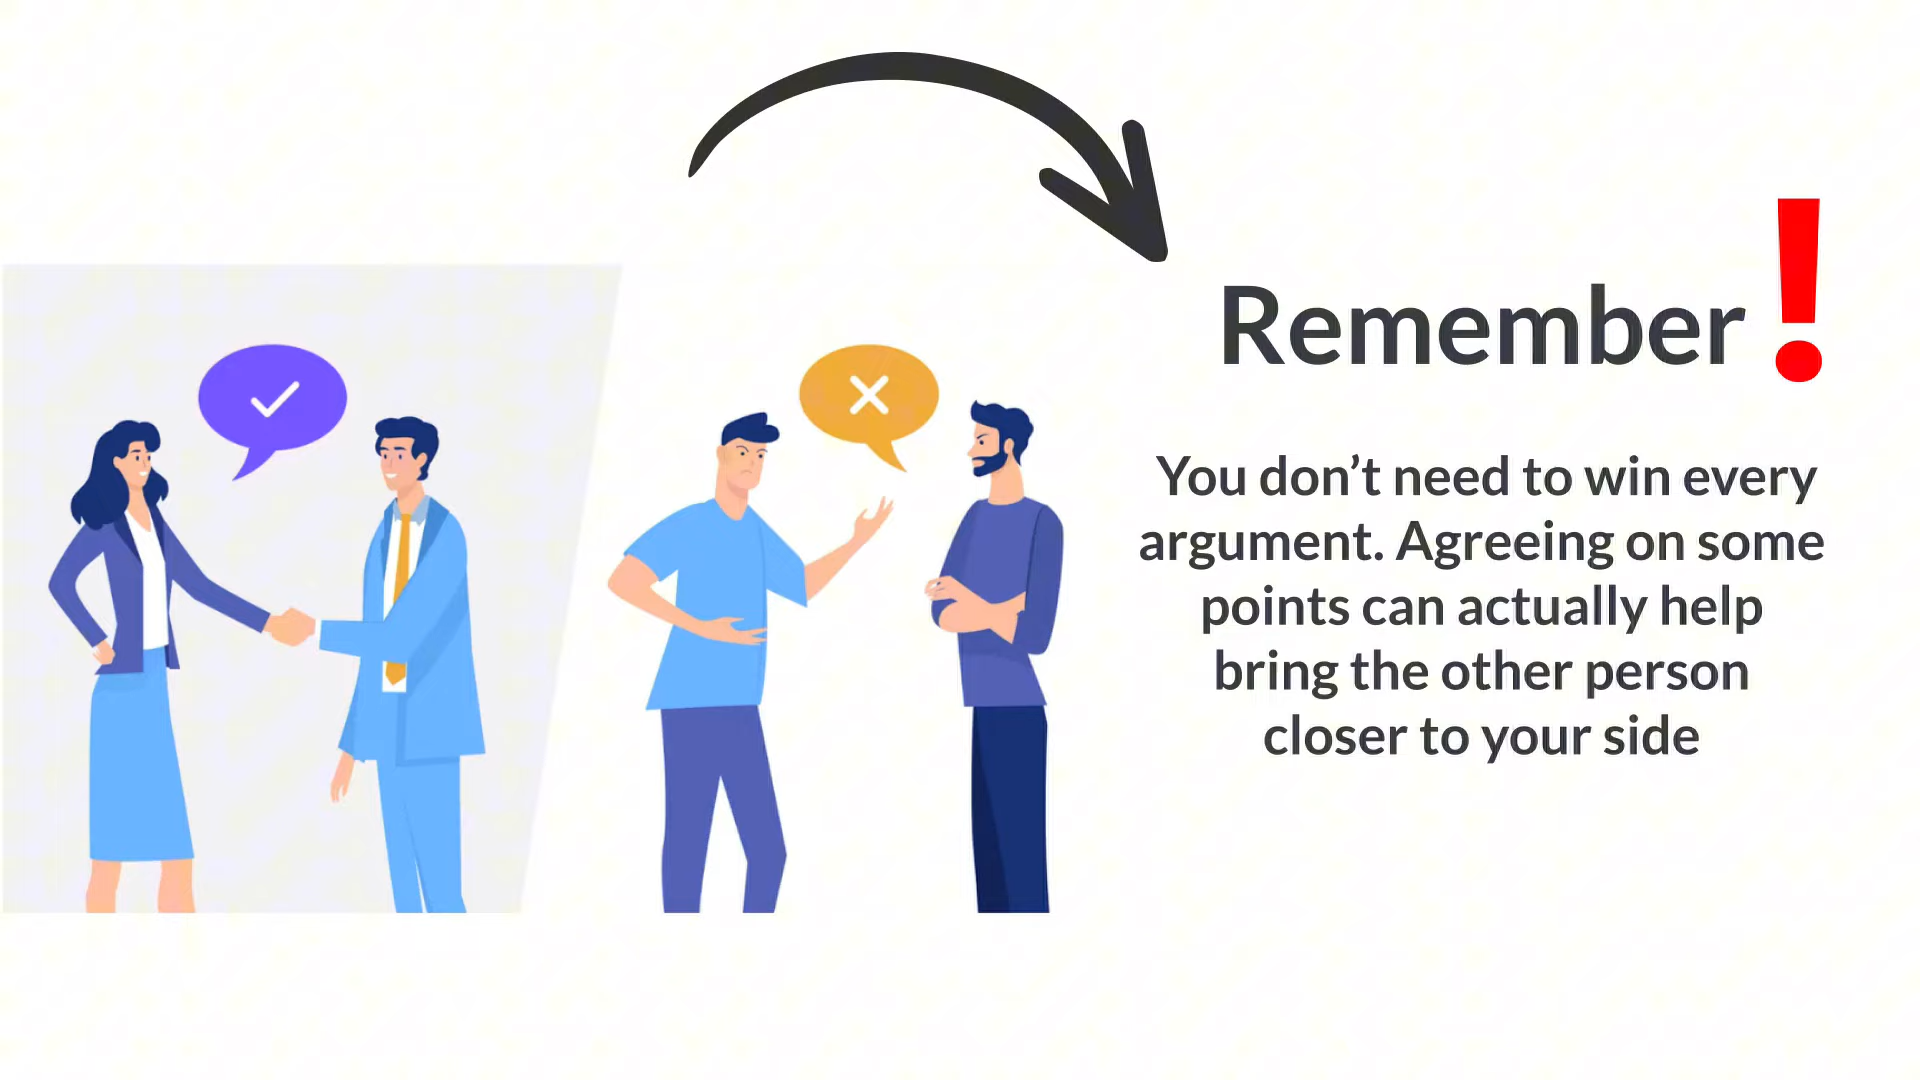 Remember!
You don’t need to win every
argument. Agreeing on some
points can actually help
bring the other person
closer to your side